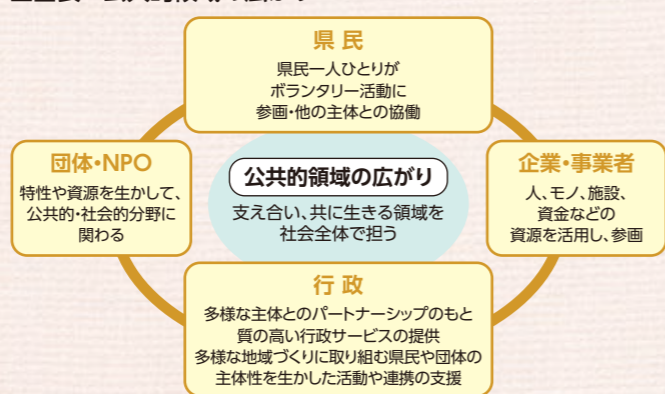 県民
県民一人ひとりが
ボランタリー活動に
参画・他の主体との協働
団体・NPO
特性や資源を生かして、
公共的・社会的分野に
関わる
公共的領域の広がり
支え合い、共に生きる領域を
社会全体で担う
企業・事業者
人、モノ、施設、
資金などの
資源を活用し、参画
行政
多様な主体とのパートナーシップのもと
質の高い行政サービスの提供
多様な地域づくりに取り組む県民や団体の
主体性を生かした活動や連携の支援